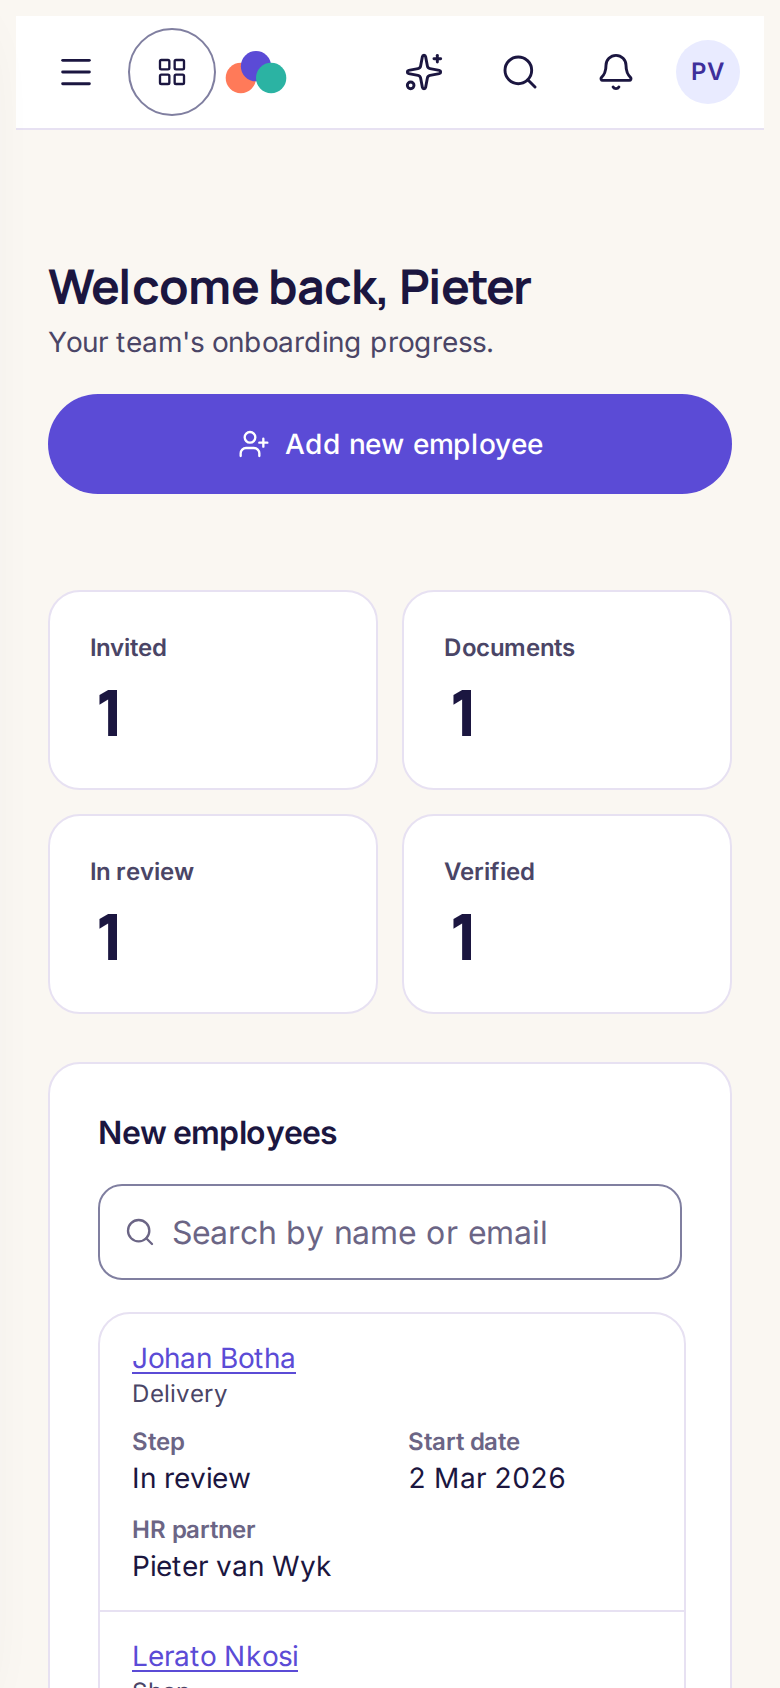 PV
Welcome back, Pieter
Your team's onboarding progress.
Add new employee
Invited
1
Documents
1
In review
1
Verified
1
New employees
Search by name or email
Johan Botha
Delivery
Step
In review
Start date
2 Mar 2026
HR partner
Pieter van Wyk
Lerato Nkosi